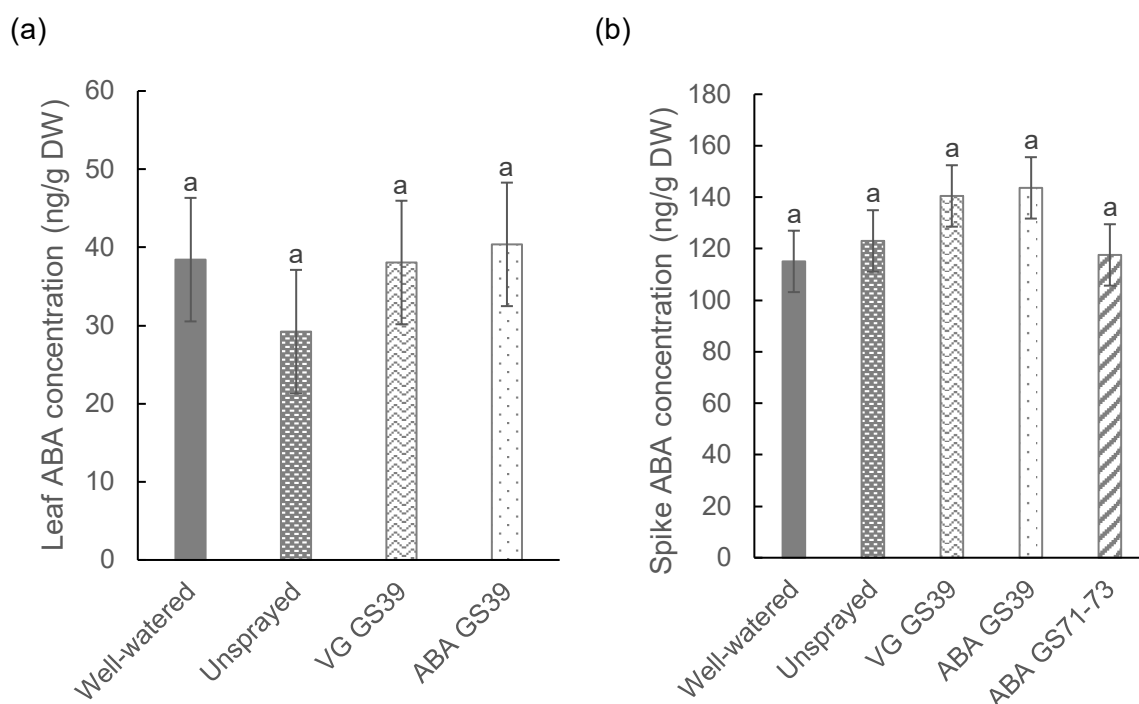 (a)
Leaf ABA concentration (ng/g DW)
60
50
40
30
20
10
0
a
a
a
a
Well-watered
Unsprayed
VG GS39
ABA GS39
(b)
Spike ABA concentration (ng/g DW)
180
160
140
120
100
80
60
40
20
0
a
a
a
a
a
Well-watered
Unsprayed
VG GS39
ABA GS39
ABA GS71-73